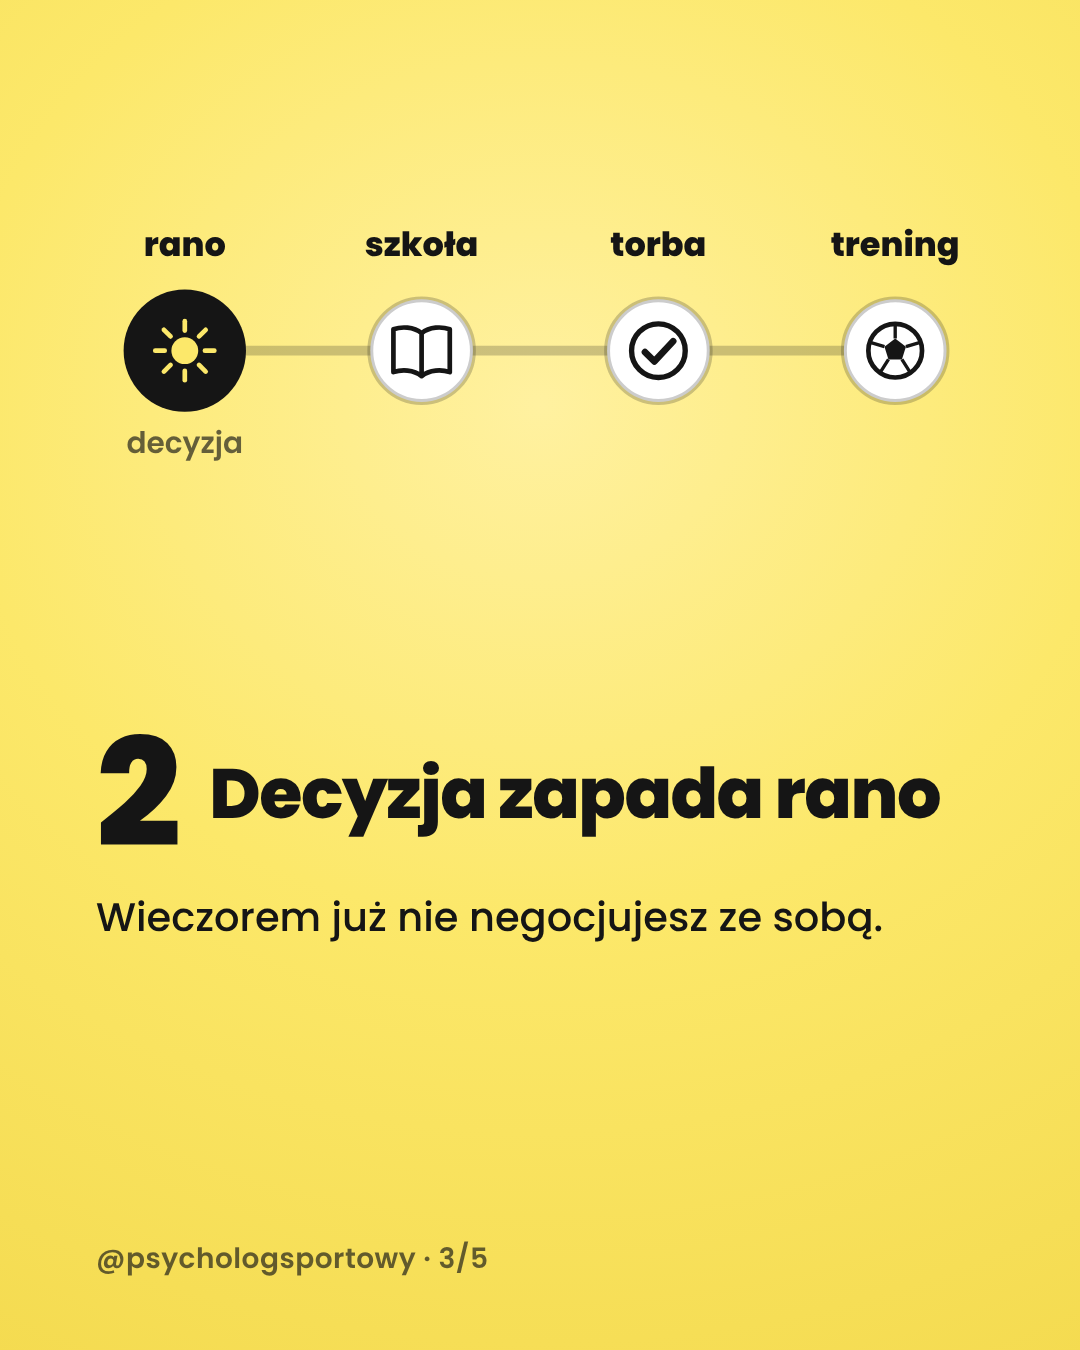 rano szkoła torba trening
decyzja
2 Decyzja zapada rano
Wieczorem już nie negocjujesz ze sobą.
@psychologsportowy · 3/5